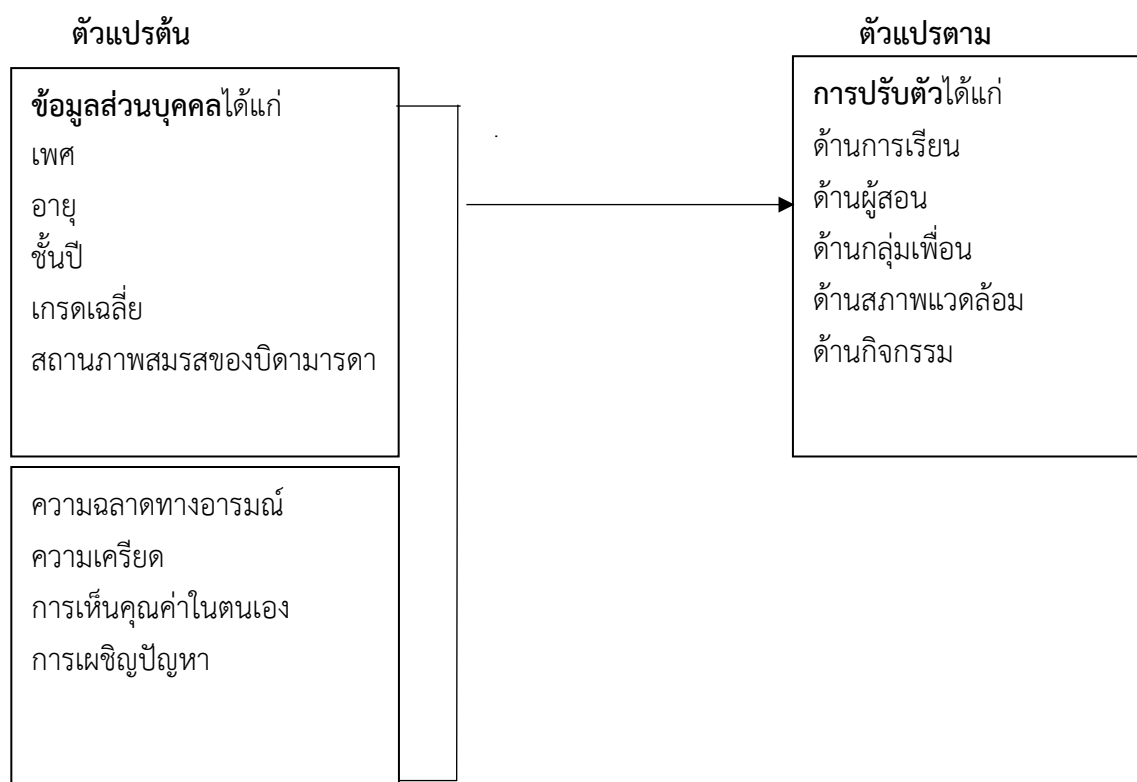 ตัวแปรต้น
ข้อมูลส่วนบุคคลได้แก่
เพศ
อายุ
ชั้นปี
เกรดเฉลี่ย
สถานภาพสมรสของบิดามารดา
ความฉลาดทางอารมณ์
ความเครียด
การเห็นคุณค่าในตนเอง
การเผชิญปัญหา
ตัวแปรตาม
การปรับตัวได้แก่
ด้านการเรียน
ด้านผู้สอน
ด้านกลุ่มเพื่อน
ด้านสภาพแวดล้อม
ด้านกิจกรรม